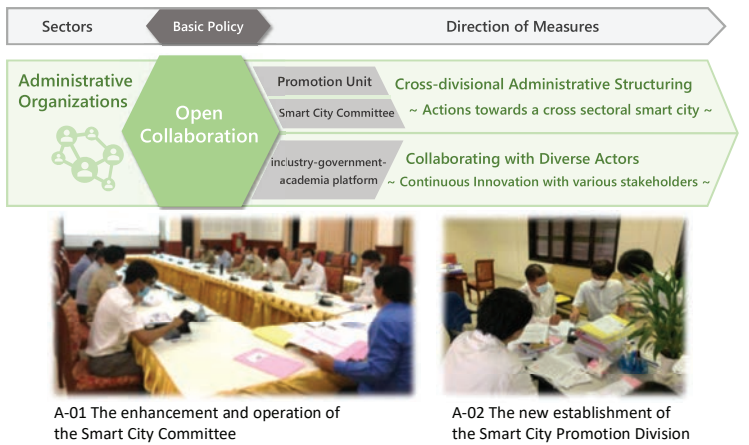 Sectors
Basic Policy
Direction of Measures
Administrative
Organizations
Open
Collaboration
Promotion Unit
Smart City Committee
Cross-divisional Administrative Structuring
~ Actions towards a cross sectoral smart city ~
industry-government-
academia platform
Collaborating with Diverse Actors
~ Continuous Innovation with various stakeholders ~
A-01 The enhancement and operation of
the Smart City Committee
A-02 The new establishment of
the Smart City Promotion Division